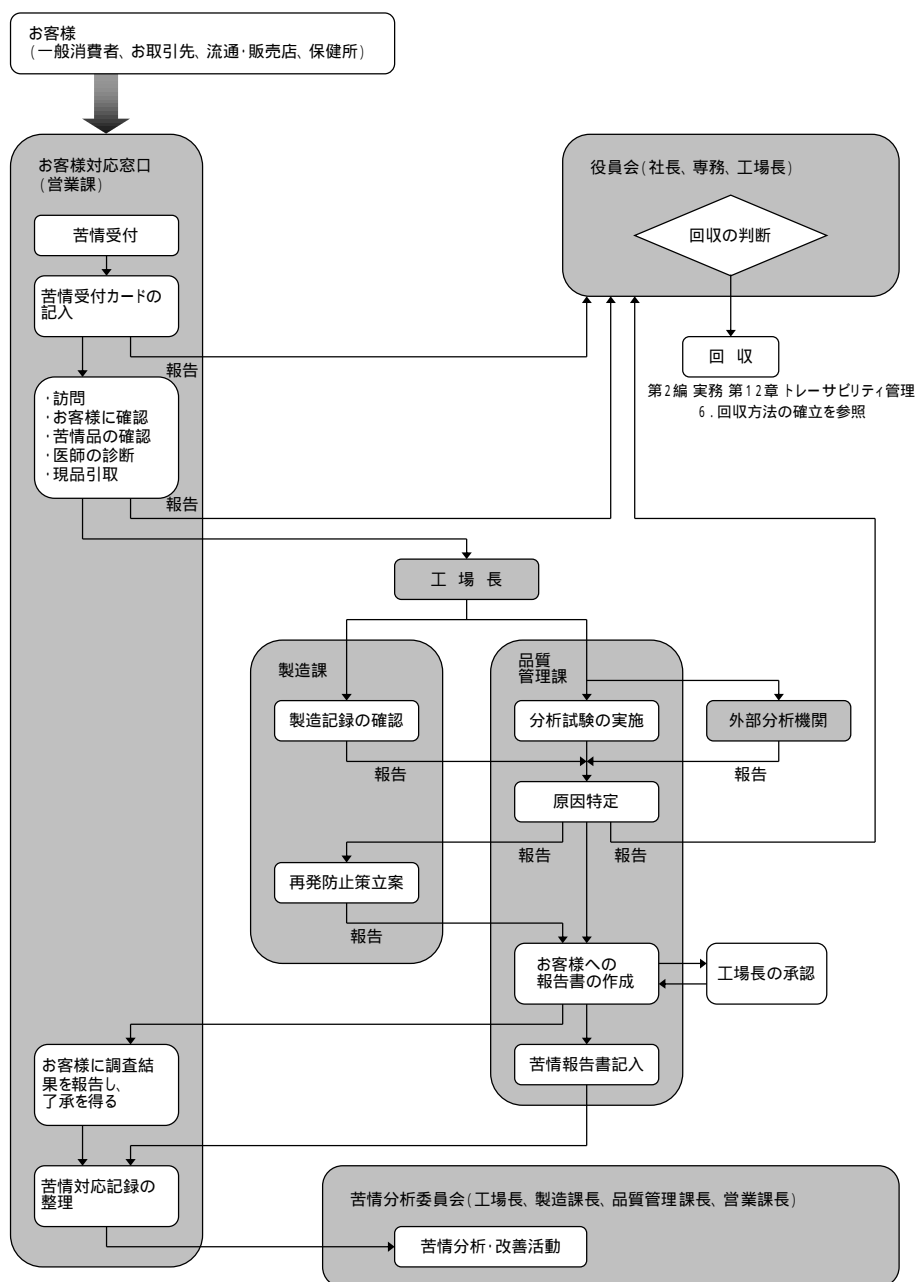 お客様
(一般消費者、お取引先、流通・販売店、保健所)
お客様対応窓口
(営業課)
苦情受付
苦情受付カードの
記入
報告
・訪問
・お客様に確認
・苦情品の確認
・医師の診断
・現品引取
報告
役員会(社長、専務、工場長)
回収の判断
回 収
第2編 実務 第12章 トレーサビリティ管理
6.回収方法の確立を参照
工 場 長
製造課
製造記録の確認
報告
品質
管理課
分析試験の実施
外部分析機関
報告
原因特定
報告
報告
再発防止策立案
報告
お客様への
報告書の作成
工場長の承認
お客様に調査結
果を報告し、
了承を得る
苦情報告書記入
苦情対応記録の
整理
苦情分析委員会(工場長、製造課長、品質管理課長、営業課長)
苦情分析・改善活動